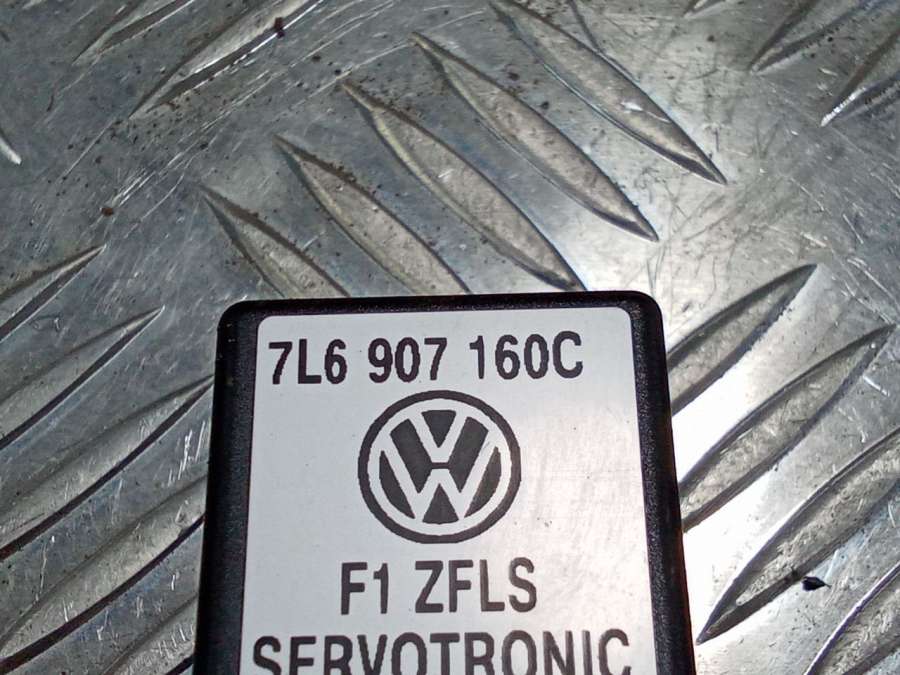 7L6 907 160C
F1 ZFLS
SERVOTRONIC